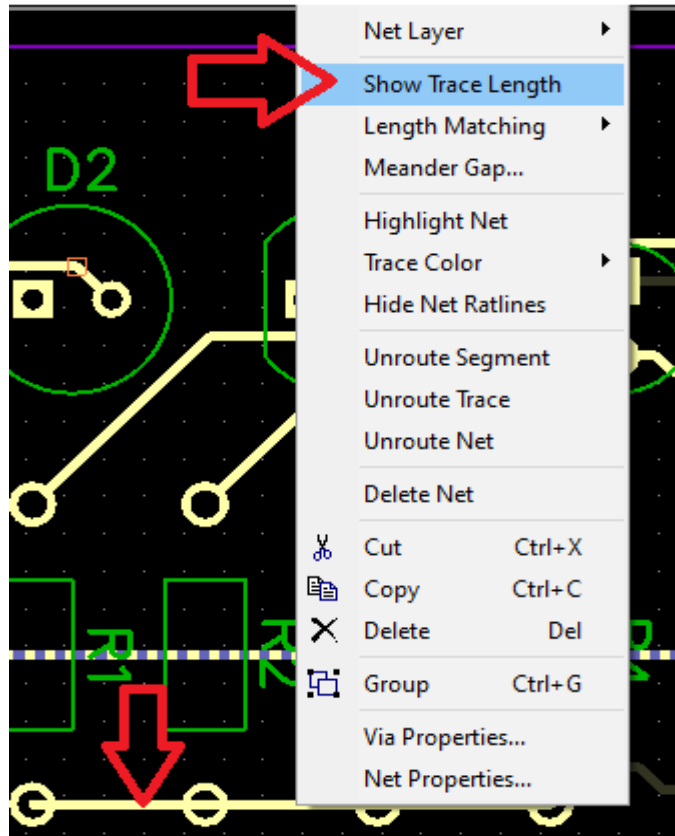 Net Layer
Show Trace Length
Length Matching
Meander Gap...
Highlight Net
Trace Color
Hide Net Ratlines
Unroute Segment
Unroute Trace
Unroute Net
Delete Net
Cut Ctrl+X
Copy Ctrl+C
Delete Del
Group Ctrl+G
Via Properties...
Net Properties...
D2
R1
R2